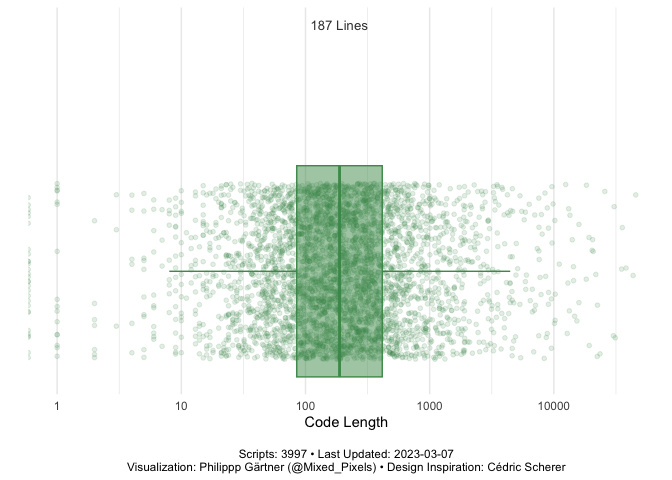 187 Lines
1 10 100 1000 10000
Code Length
Scripts: 3997 • Last Updated: 2023-03-07
Visualization: Philippp Gärtner (@Mixed_Pixels) • Design Inspiration: Cédric Scherer